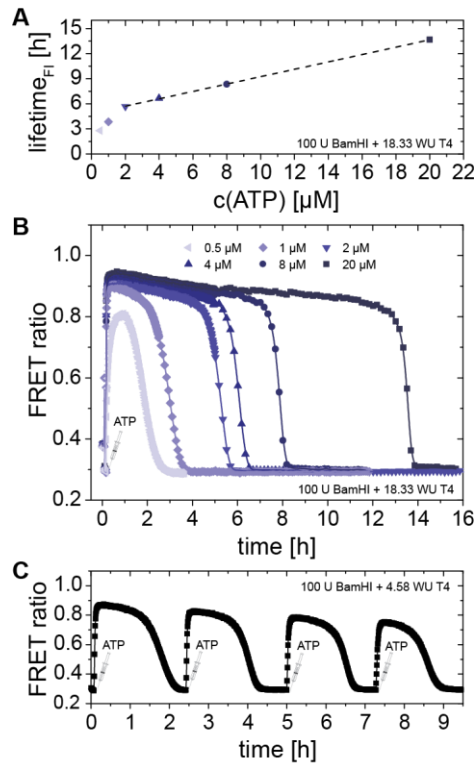 A
lifetime_FI [h]
15
12
9
6
3
0
100 U BamHI + 18.33 WU T4
0 2 4 6 8 10 12 14 16 18 20 22
c(ATP) [µM]
B
0.5 µM 1 µM 2 µM
4 µM 8 µM 20 µM
FRET ratio
1.0
0.8
0.6
0.4
0.2
ATP
100 U BamHI + 18.33 WU T4
0 2 4 6 8 10 12 14 16
time [h]
C
100 U BamHI + 4.58 WU T4
FRET ratio
1.0
0.8
0.6
0.4
0.2
ATP ATP ATP ATP
0 1 2 3 4 5 6 7 8 9
time [h]